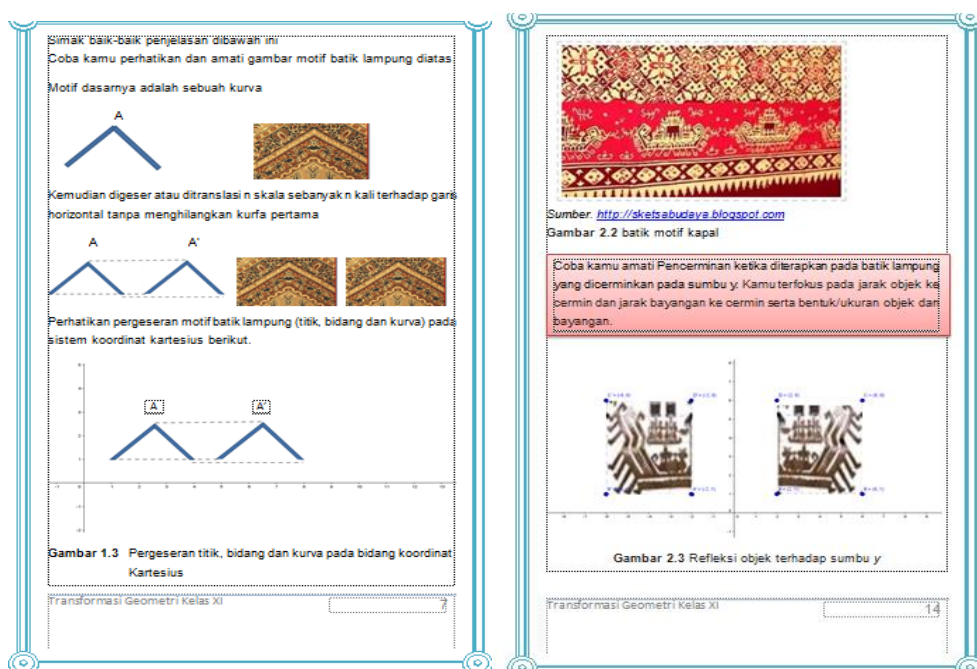 Simak baik-baik penjelasan dibawah ini
Coba kamu perhatikan dan amati gambar motif batik lampung diatas
Motif dasarnya adalah sebuah kurva
A
Kemudian digeser atau ditranslasi n skala sebanyak n kali terhadap garis
horizontal tanpa menghilangkan kurfa pertama
A A'
Perhatikan pergeseran motif batik lampung (titik, bidang dan kurva) pada
sistem koordinat kartesius berikut.
A A'
Gambar 1.3 Pergeseran titik, bidang dan kurva pada bidang koordinat
Kartesius
Transformasi Geometri Kelas XI 7
Sumber. http://sketsabudaya.blogspot.com
Gambar 2.2 batik motif kapal
Coba kamu amati Pencerminan ketika diterapkan pada batik lampung
yang dicerminkan pada sumbu y. Kamu terfokus pada jarak objek ke
cermin dan jarak bayangan ke cermin serta bentuk/ukuran objek dan
bayangan.
Gambar 2.3 Refleksi objek terhadap sumbu y
Transformasi Geometri Kelas XI 14